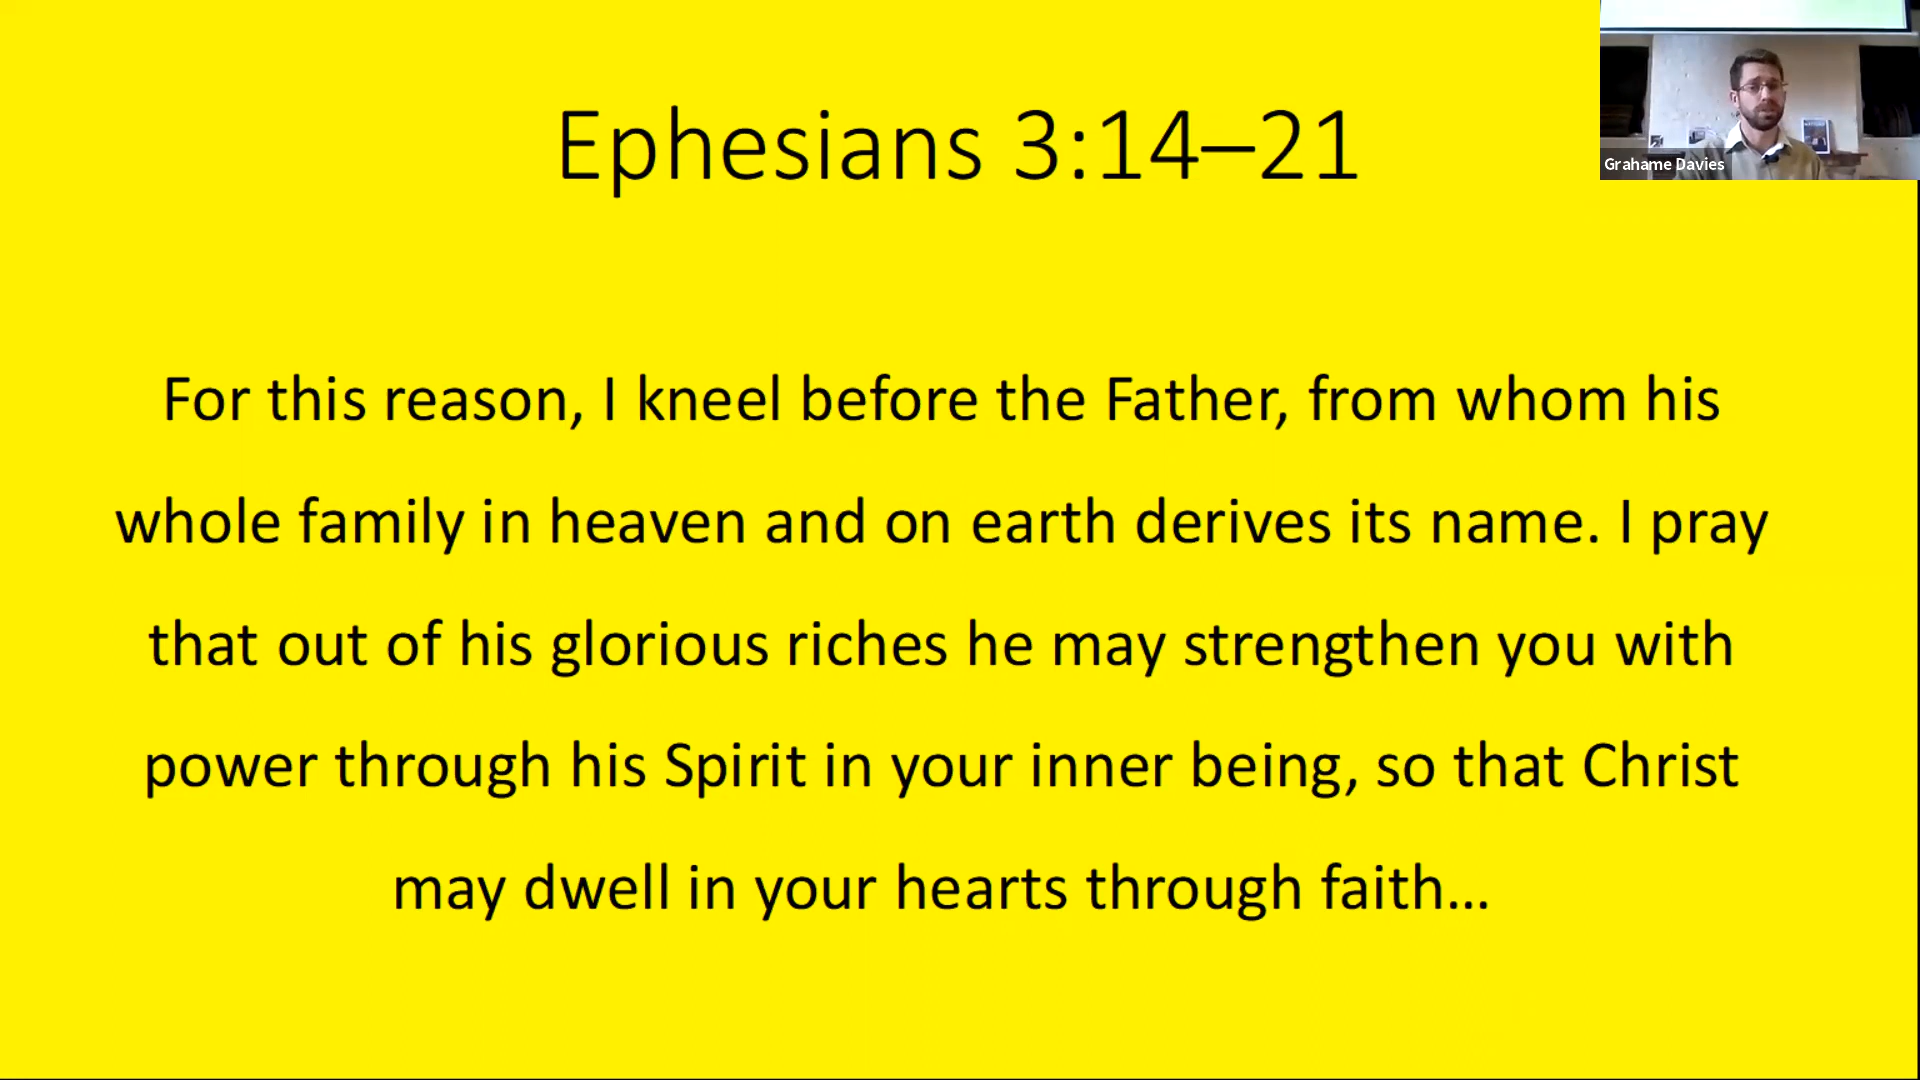 Ephesians 3:14–21
Grahame Davies
For this reason, I kneel before the Father, from whom his
whole family in heaven and on earth derives its name. I pray
that out of his glorious riches he may strengthen you with
power through his Spirit in your inner being, so that Christ
may dwell in your hearts through faith…